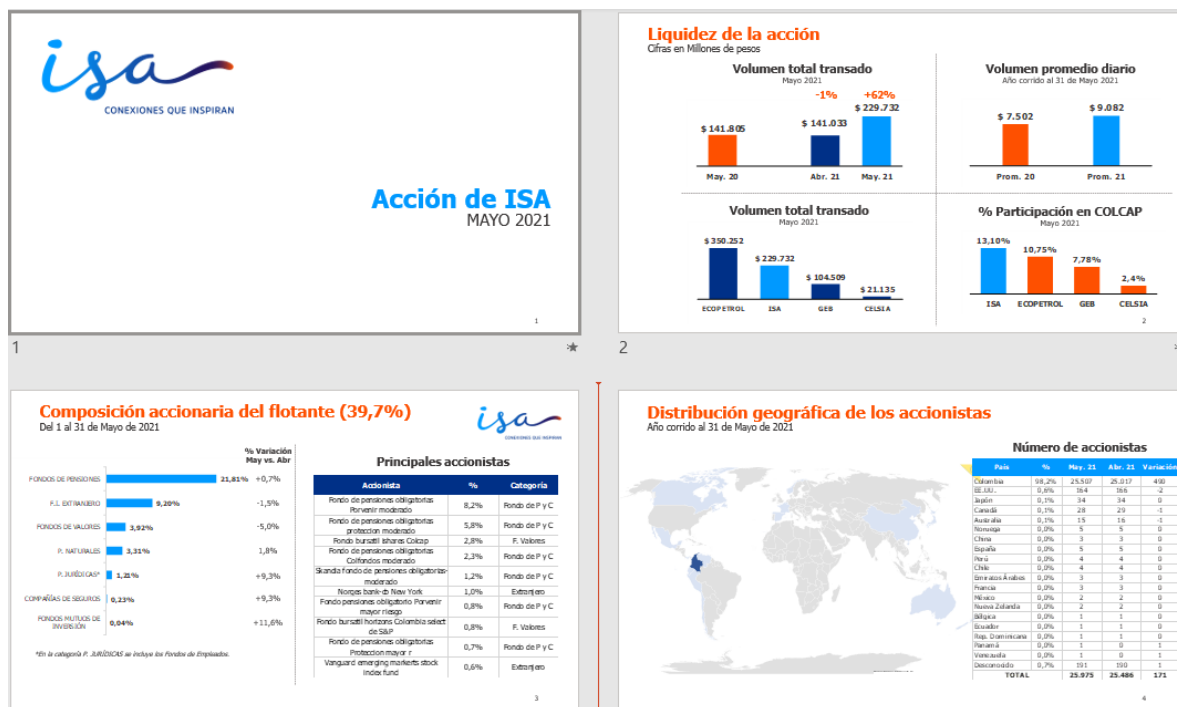 isa
CONEXIONES QUE INSPIRAN
Acción de ISA
MAYO 2021
1
1
Liquidez de la acción
Cifras en Millones de pesos
Volumen total transado
Mayo 2021
-1% +62%
$ 141.805 $ 141.033 $ 229.732
May. 20 Abr. 21 May. 21
Volumen promedio diario
Año corrido al 31 de Mayo 2021
$ 7.502 $ 9.082
Prom. 20 Prom. 21
Volumen total transado
Mayo 2021
$ 350.252 $ 229.732 $ 104.509 $ 21.135
ECOPETROL ISA GEB CELSIA
% Participación en COLCAP
Mayo 2021
13,10% 10,75% 7,78% 2,4%
ISA ECOPETROL GEB CELSIA
2
2
Composición accionaria del flotante (39,7%)
Del 1 al 31 de Mayo de 2021
isa
CONEXIONES QUE INSPIRAN
% Variación
May vs. Abr
FONDOS DE PENSIONES 21,81% +0,7%
F.I. EXTRANJERO 9,20% -1,5%
FONDOS DE VALORES 3,92% -5,0%
P. NATURALES 3,31% 1,8%
P. JURÍDICAS* 1,21% +9,3%
COMPAÑÍAS DE SEGUROS 0,23% +9,3%
FONDOS MUTUOS DE
INVERSIÓN 0,04% +11,6%
*En la categoría P. JURÍDICAS se incluye los Fondos de Empleados.
Principales accionistas
Accionista % Categoría
Fondo de pensiones obligatorias
Porvenir moderado 8,2% Fondo de P y C
Fondo de pensiones obligatorias
proteccion moderado 5,8% Fondo de P y C
Fondo bursatil ishares Colcap 2,8% F. Valores
Fondo de pensiones obligatorias
Colfondos moderado 2,3% Fondo de P y C
Skandia fondo de pensiones obligatorias-
moderado 1,2% Fondo de P y C
Norges bank-cb New York 1,0% Extranjero
Fondo pensiones obligatorio Porvenir
mayor riesgo 0,8% Fondo de P y C
Fondo bursatil horizons Colombia select
de S&P 0,8% F. Valores
Fondo de pensiones obligatorias
Proteccion mayor r 0,7% Fondo de P y C
Vanguard emerging markerts stock
index fund 0,6% Extranjero
3
Distribución geográfica de los accionistas
Año corrido al 31 de Mayo de 2021
Número de accionistas
País % May. 21 Abr. 21 Variación
Colombia 98,2% 25.507 25.017 490
EE.UU. 0,6% 164 166 -2
Japón 0,1% 34 34 0
Canadá 0,1% 28 29 -1
Australia 0,1% 15 16 -1
Noruega 0,0% 5 5 0
China 0,0% 3 3 0
España 0,0% 5 5 0
Perú 0,0% 4 4 0
Chile 0,0% 4 4 0
Emiratos Árabes 0,0% 3 3 0
Francia 0,0% 3 3 0
México 0,0% 2 2 0
Nueva Zelanda 0,0% 2 2 0
Bélgica 0,0% 1 1 0
Ecuador 0,0% 1 1 0
Rep. Dominicana 0,0% 1 1 0
Panamá 0,0% 1 0 1
Venezuela 0,0% 1 0 1
Desconocido 0,7% 191 190 1
TOTAL 25.975 25.486 171
4